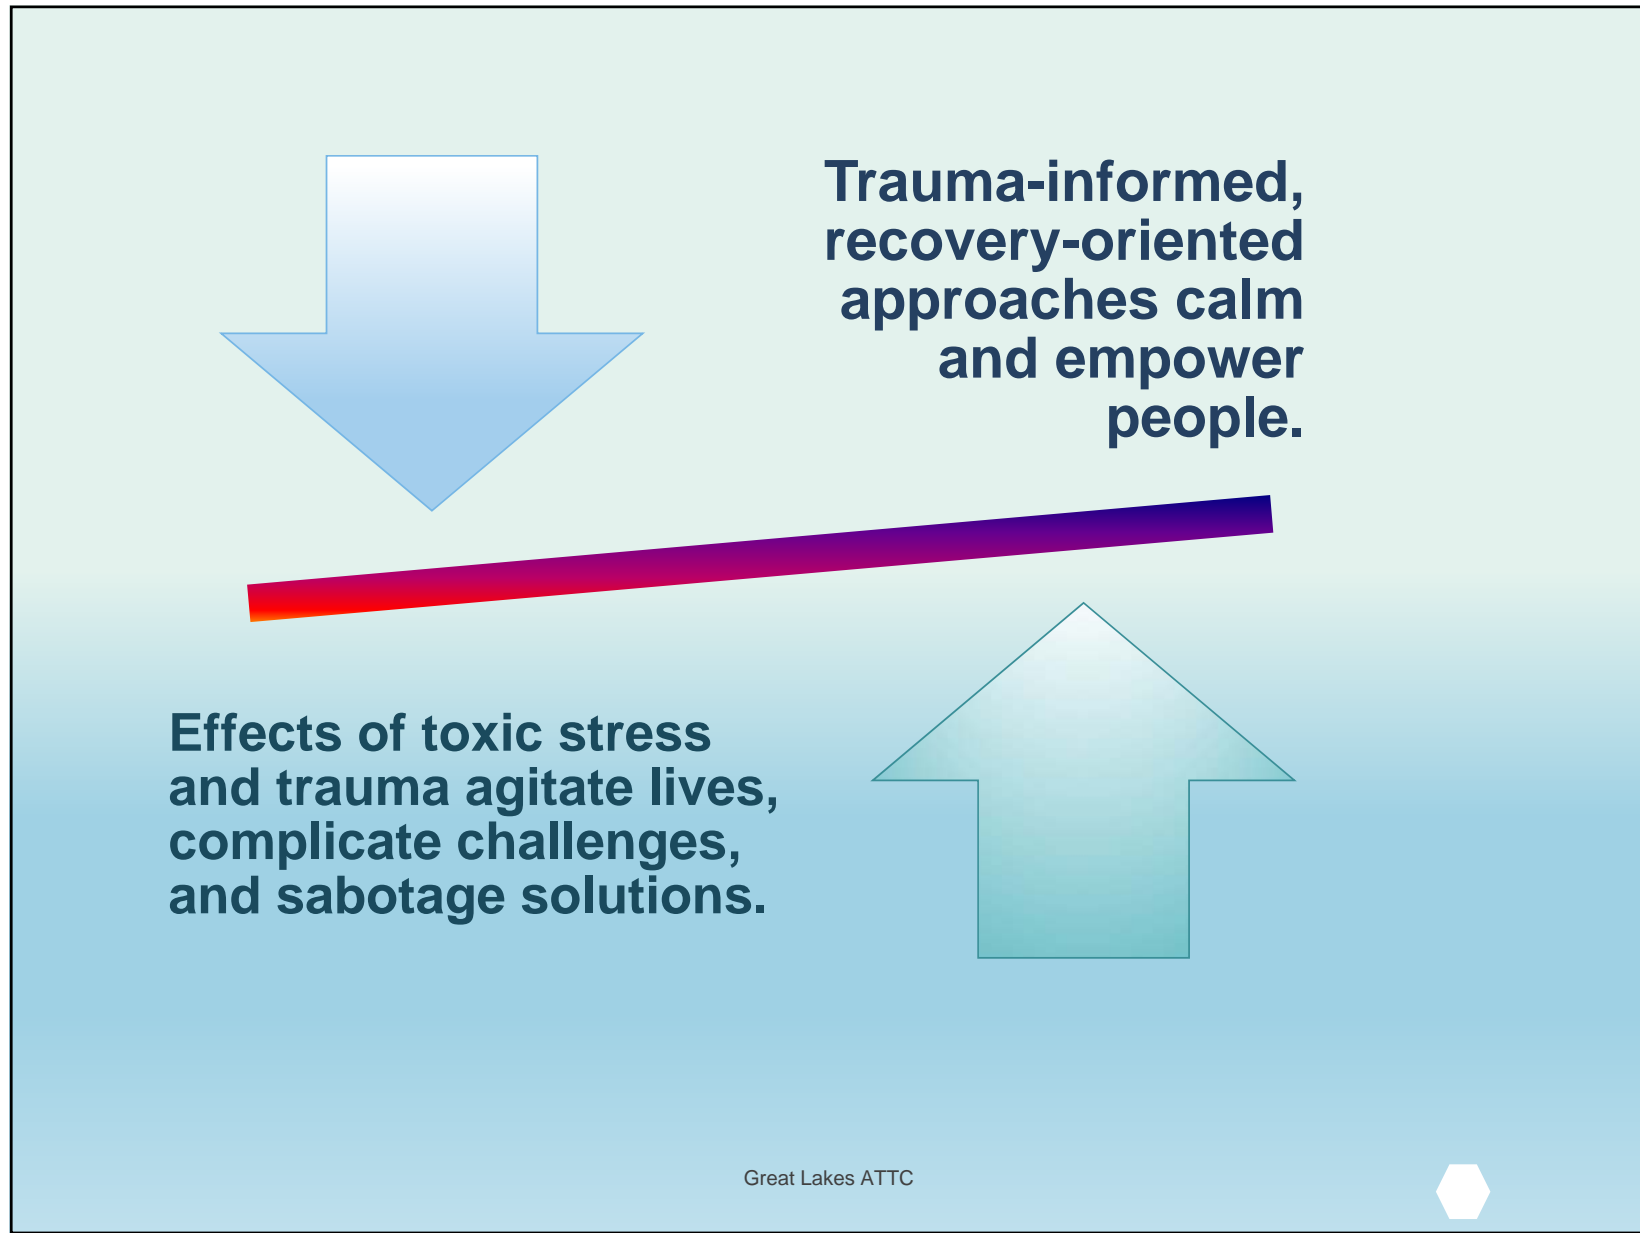 Trauma-informed,
recovery-oriented
approaches calm
and empower
people.
Effects of toxic stress
and trauma agitate lives,
complicate challenges,
and sabotage solutions.
Great Lakes ATTC